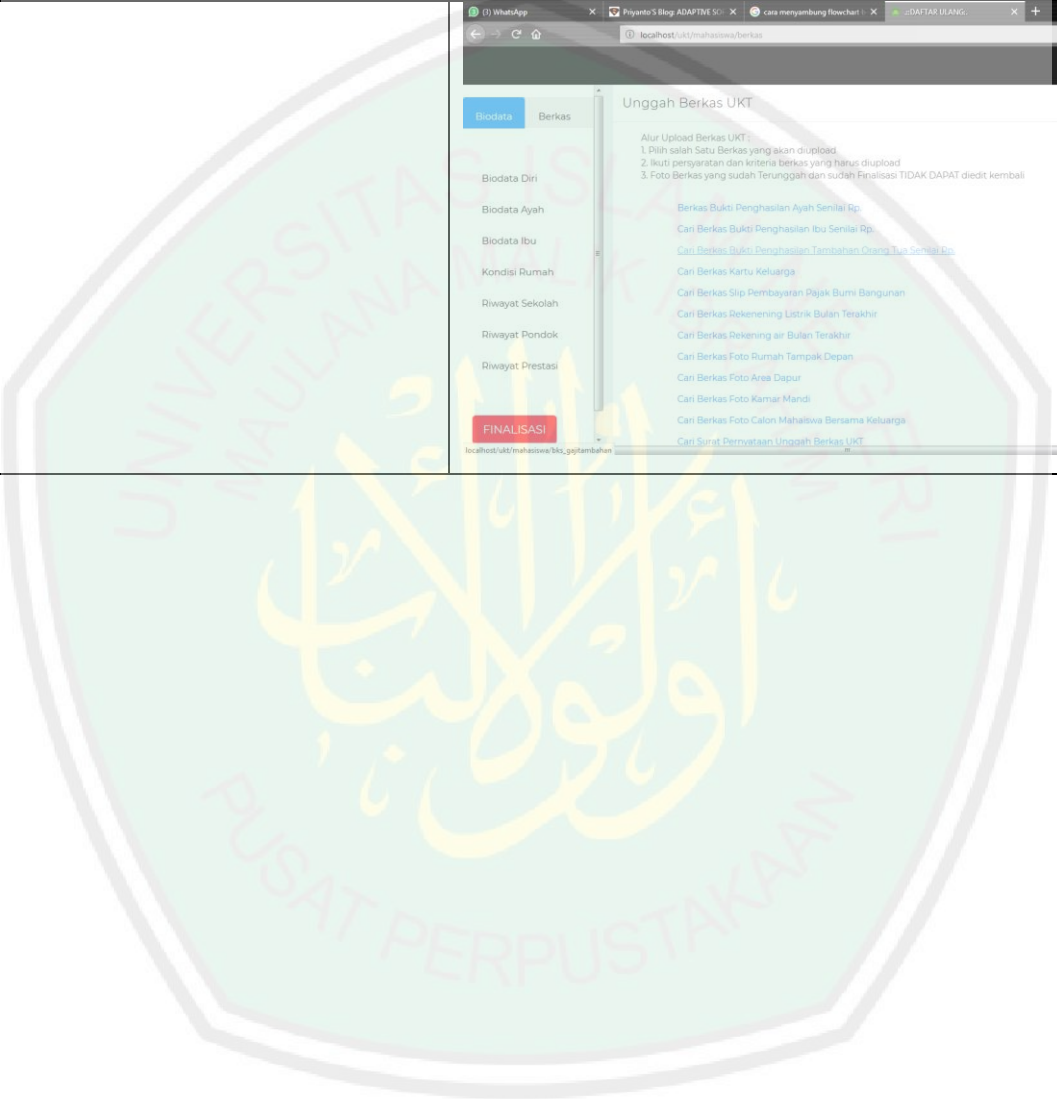 (1) WhatsApp
Priyanto'S Blog: ADAPTIVE SO
cara menyambung flowchart
.::DAFTAR ULANG::.
localhost/ukt/mahasiswa/berkas
Biodata
Berkas
Biodata Diri
Biodata Ayah
Biodata Ibu
Kondisi Rumah
Riwayat Sekolah
Riwayat Pondok
Riwayat Prestasi
FINALISASI
localhost/ukt/mahasiswa/bks_gajitambahan
Unggah Berkas UKT
Alur Upload Berkas UKT :
1. Pilih salah Satu Berkas yang akan diupload
2. Ikuti persyaratan dan kriteria berkas yang harus diupload
3. Foto Berkas yang sudah Terunggah dan sudah Finalisasi TIDAK DAPAT diedit kembali
Berkas Bukti Penghasilan Ayah Senilai Rp.
Cari Berkas Bukti Penghasilan Ibu Senilai Rp.
Cari Berkas Bukti Penghasilan Tambahan Orang Tua Senilai Rp.
Cari Berkas Kartu Keluarga
Cari Berkas Slip Pembayaran Pajak Bumi Bangunan
Cari Berkas Rekenening Listrik Bulan Terakhir
Cari Berkas Rekening air Bulan Terakhir
Cari Berkas Foto Rumah Tampak Depan
Cari Berkas Foto Area Dapur
Cari Berkas Foto Kamar Mandi
Cari Berkas Foto Calon Mahaiswa Bersama Keluarga
Cari Surat Pernyataan Unggah Berkas UKT
UNIVERSITAS ISLAM NEGERI
MAULANA MALIK IBRAHIM
PUSAT PERPUSTAKAAN